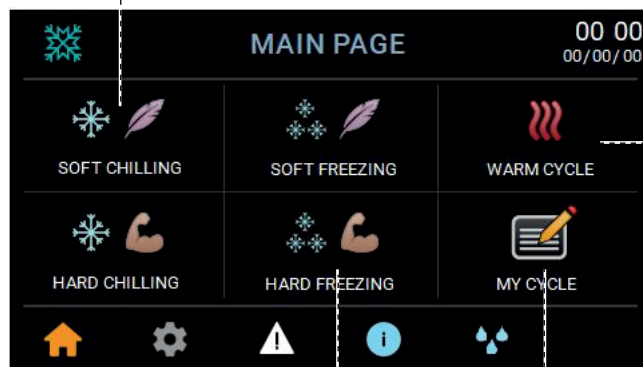 MAIN PAGE
00 00
00/00/00
SOFT CHILLING
SOFT FREEZING
WARM CYCLE
HARD CHILLING
HARD FREEZING
MY CYCLE